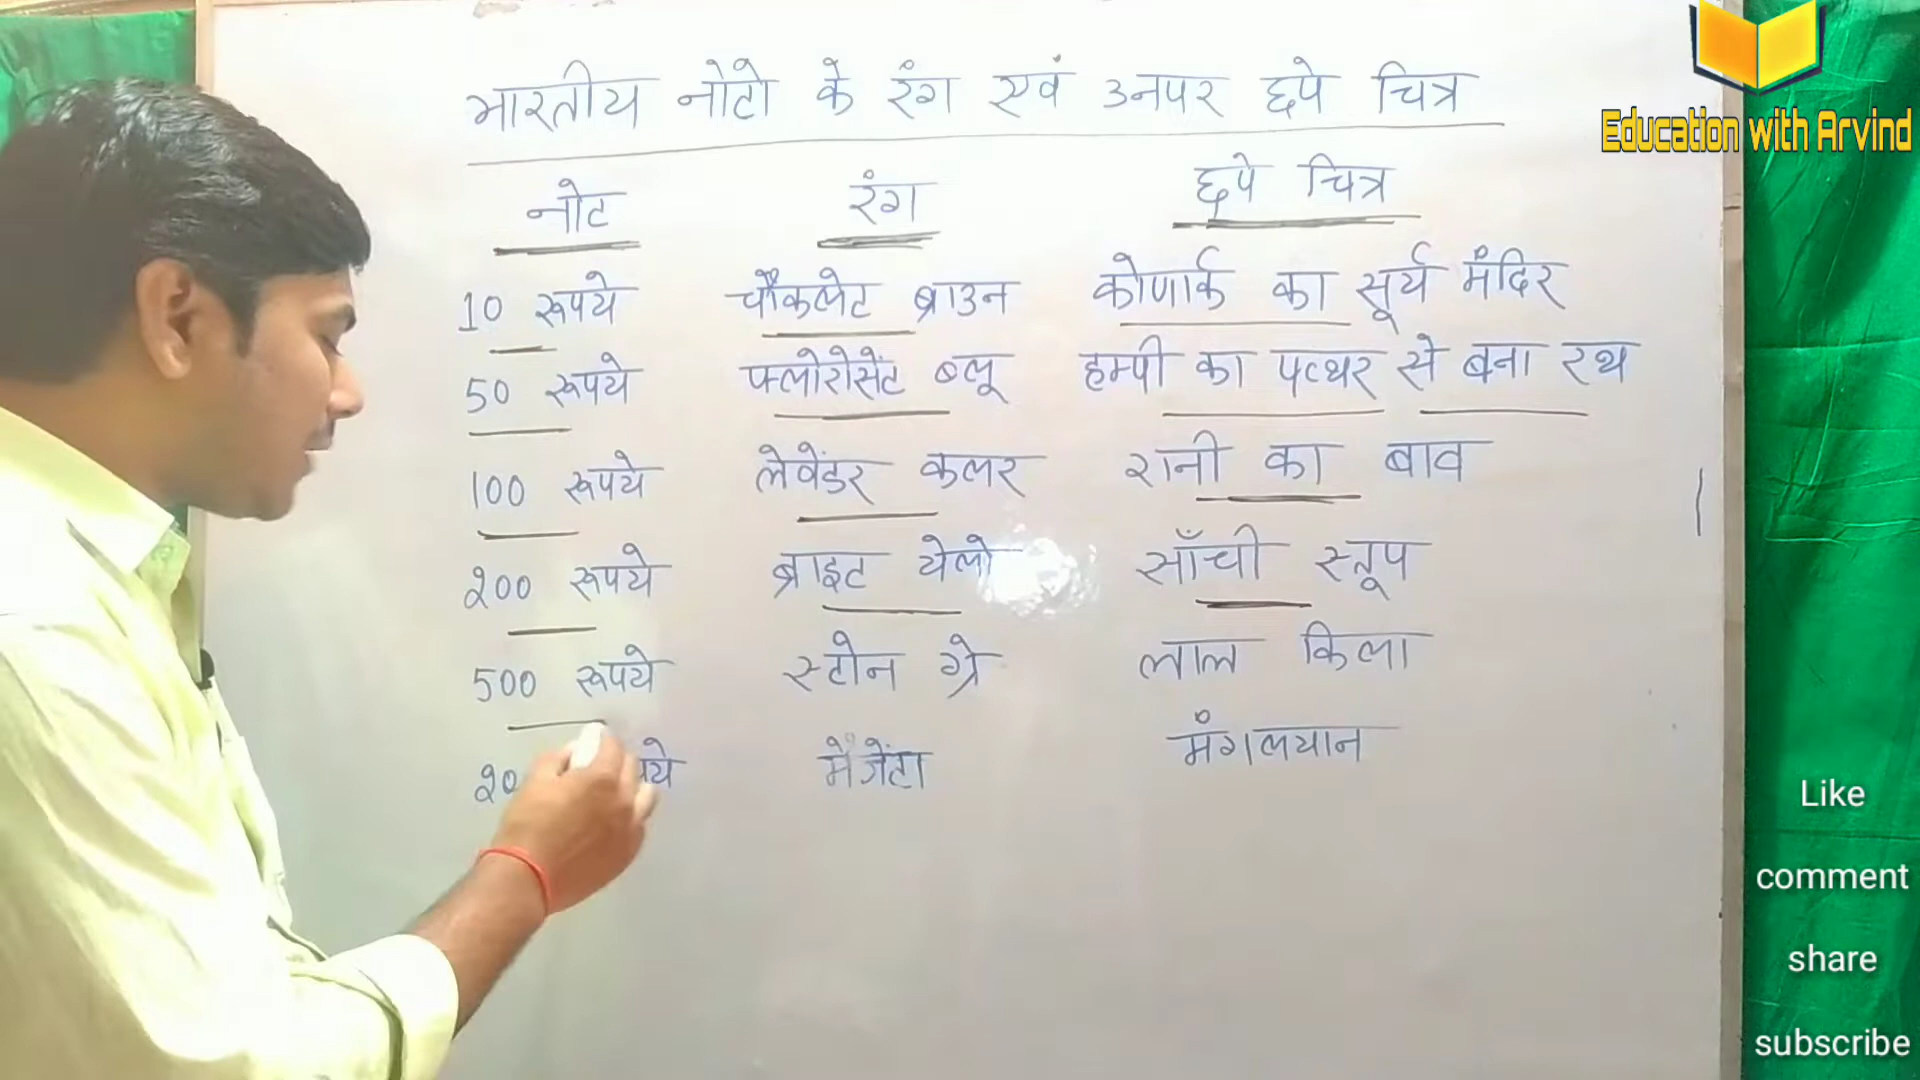 Education with Arvind
भारतीय नोटो के रंग एवं उनपर छपे चित्र
नोट रंग छपे चित्र
10 रूपये चौकलेट ब्राउन कोणार्क का सूर्य मंदिर
50 रूपये फ्लोरोसेंट ब्लू हम्पी का पत्थर से बना रथ
100 रूपये लेवेंडर कलर रानी का बाव
200 रूपये ब्राइट येलो साँची स्तूप
500 रूपये स्टोन ग्रे लाल किला
मेंजेंटा मंगलयान
Like
comment
share
subscribe